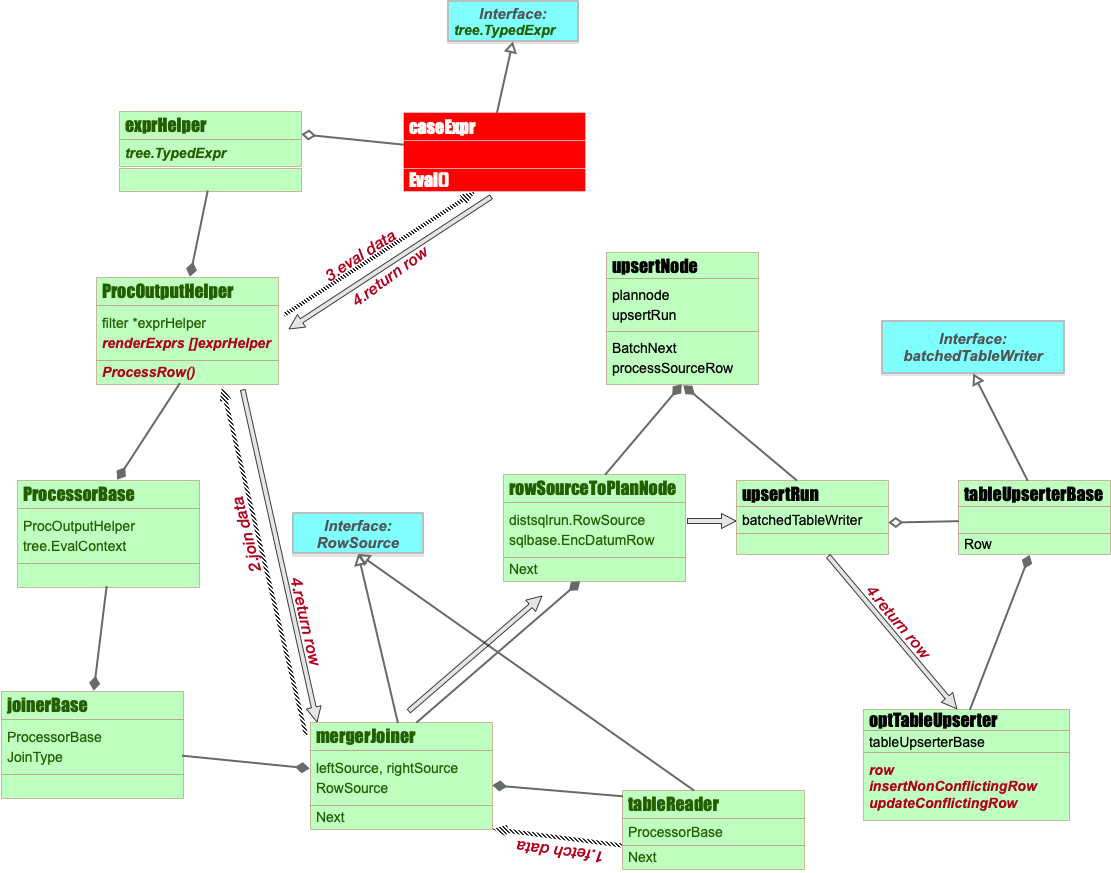 Interface:
tree.TypedExpr
exprHelper
tree.TypedExpr
caseExpr
Eval()
3.eval data
4.return row
ProcOutputHelper
filter *exprHelper
renderExprs []exprHelper
ProcessRow()
upsertNode
plannode
upsertRun
BatchNext
processSourceRow
Interface:
batchedTableWriter
ProcessorBase
ProcOutputHelper
tree.EvalContext
2.join data
4.return row
Interface:
RowSource
rowSourceToPlanNode
distsqlrun.RowSource
sqlbase.EncDatumRow
Next
upsertRun
batchedTableWriter
tableUpserterBase
Row
4.return row
joinerBase
ProcessorBase
JoinType
mergerJoiner
leftSource, rightSource
RowSource
Next
tableReader
ProcessorBase
Next
1.fetch data
optTableUpserter
tableUpserterBase
row
insertNonConflictingRow
updateConflictingRow